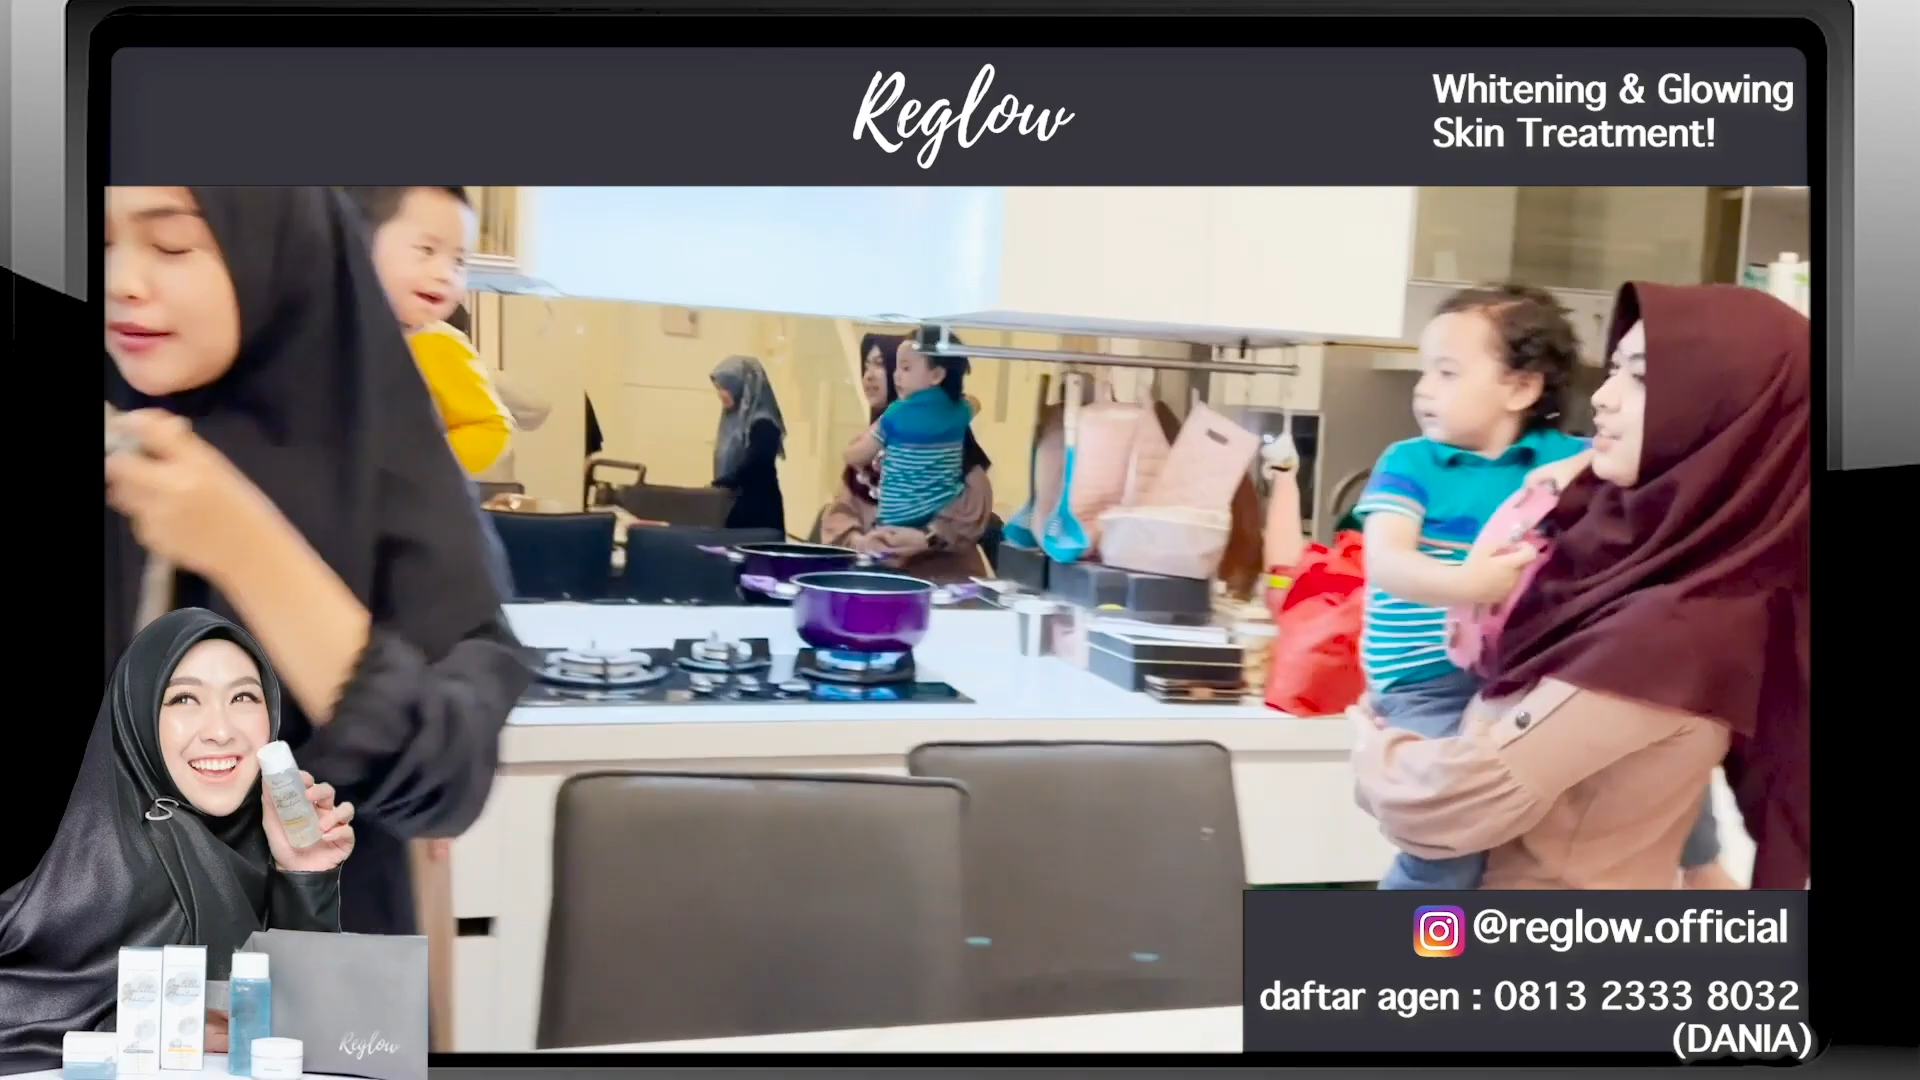 Reglow
Whitening & Glowing
Skin Treatment!
Reglow
@reglow.official
daftar agen : 0813 2333 8032
(DANIA)